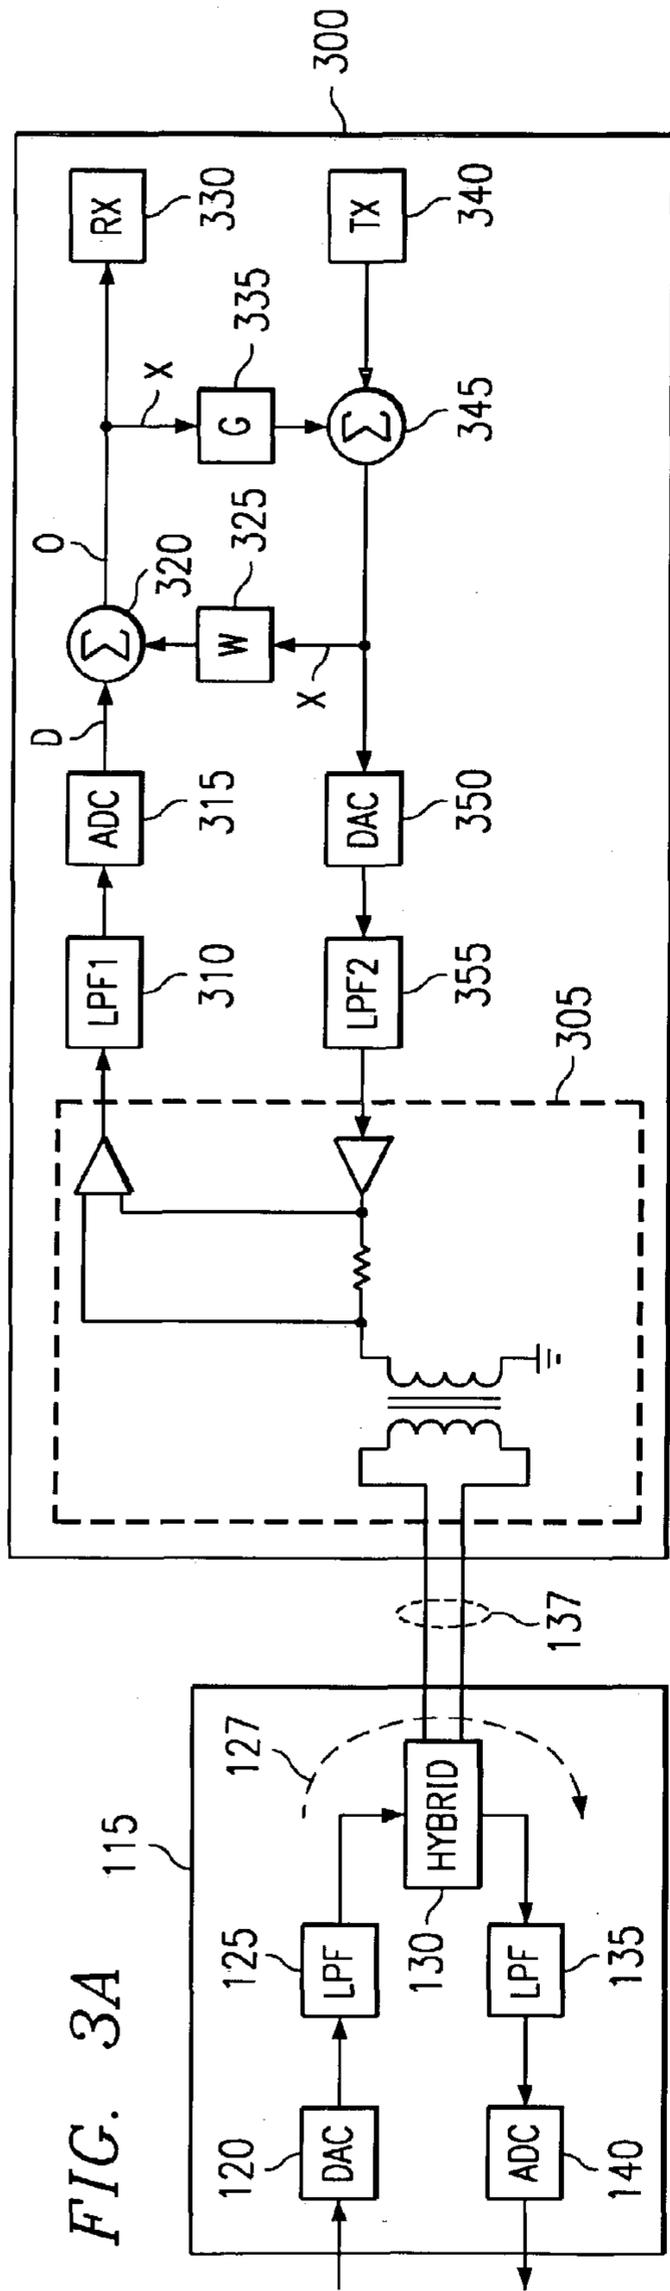 FIG. 3A
115
120
DAC
125
LPF
127
HYBRID
130
LPF
135
ADC
140
137
300
305
LPF1
310
ADC
315
D
Σ
320
O
RX
330
X
G
335
W
325
X
TX
340
Σ
345
DAC
350
LPF2
355